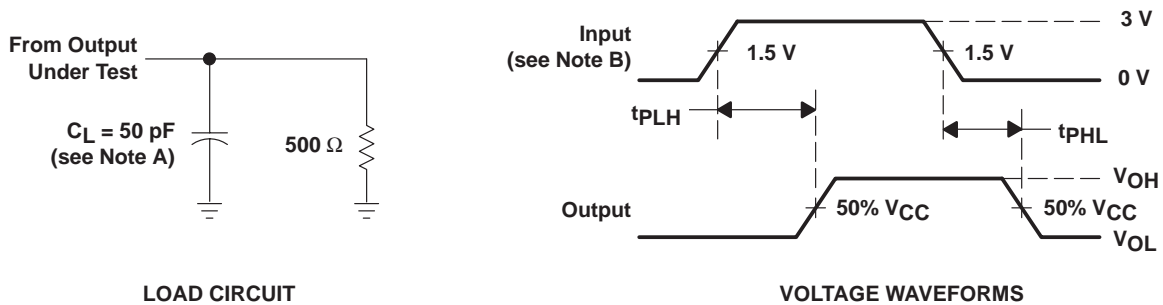 From Output
Under Test
CL = 50 pF
(see Note A)
500 Ω
LOAD CIRCUIT
Input
(see Note B)
1.5 V
1.5 V
3 V
0 V
tPLH
tPHL
Output
50% VCC
50% VCC
VOH
VOL
VOLTAGE WAVEFORMS